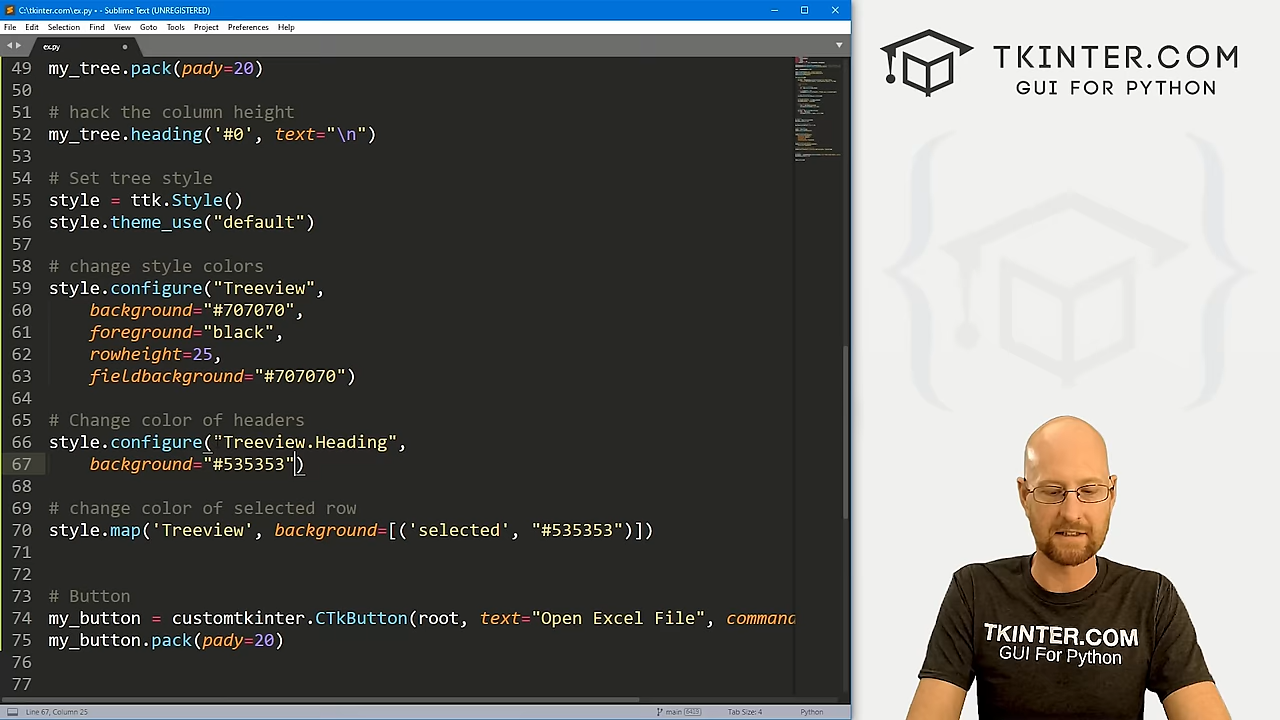 C:\tkinter.com\ex.py • - Sublime Text (UNREGISTERED)
File Edit Selection Find View Goto Tools Project Preferences Help
ex.py
49 my_tree.pack(pady=20)
50
51 # hack the column height
52 my_tree.heading('#0', text="\n")
53
54 # Set tree style
55 style = ttk.Style()
56 style.theme_use("default")
57
58 # change style colors
59 style.configure("Treeview",
60 background="#707070",
61 foreground="black",
62 rowheight=25,
63 fieldbackground="#707070")
64
65 # Change color of headers
66 style.configure("Treeview.Heading",
67 background="#535353")
68
69 # change color of selected row
70 style.map('Treeview', background=[('selected', "#535353")])
71
72
73 # Button
74 my_button = customtkinter.CTkButton(root, text="Open Excel File", command
75 my_button.pack(pady=20)
76
77
Line 67, Column 25
main 6419
Tab Size: 4
Python
TKINTER.COM
GUI FOR PYTHON
TKINTER.COM
GUI For Python